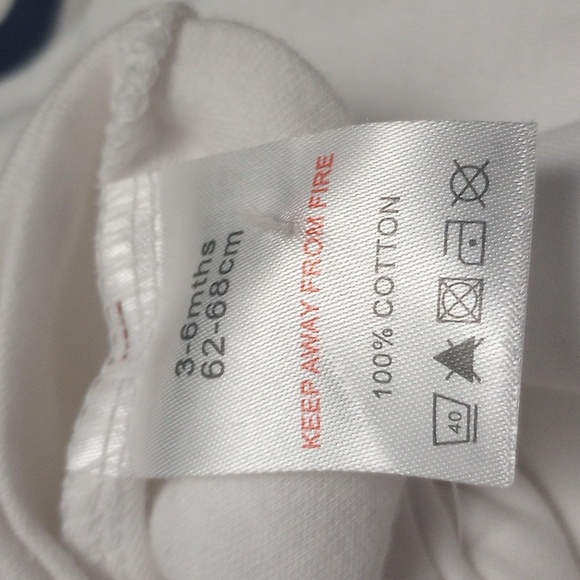 3-6mths
62-68cm
KEEP AWAY FROM FIRE
100% COTTON
40